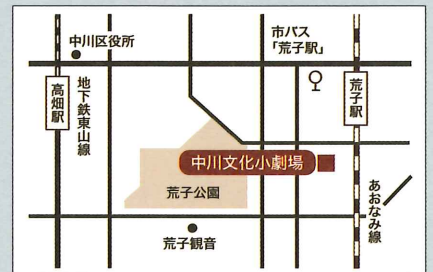 中川区役所
市バス
「荒子駅」
高畑駅
地下鉄東山線
荒子駅
中川文化小劇場
荒子公園
あおなみ線
荒子観音